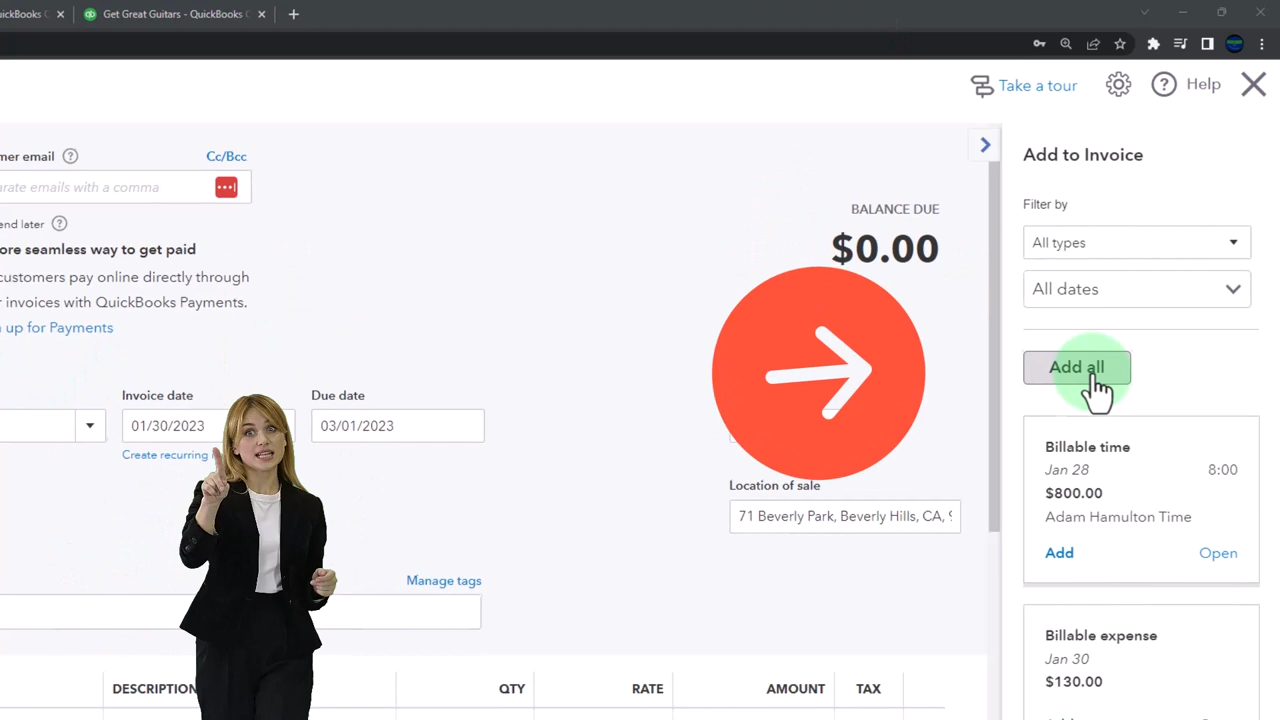 uickBooks
Get Great Guitars - QuickBooks
Take a tour
Help
mer email
Cc/Bcc
arate emails with a comma
end later
ore seamless way to get paid
customers pay online directly through
r invoices with QuickBooks Payments.
up for Payments
BALANCE DUE
$0.00
Invoice date
01/30/2023
Create recurring
Due date
03/01/2023
Location of sale
71 Beverly Park, Beverly Hills, CA, 9
Manage tags
DESCRIPTION
QTY
RATE
AMOUNT
TAX
Add to Invoice
Filter by
All types
All dates
Add all
Billable time
Jan 28
8:00
$800.00
Adam Hamulton Time
Add
Open
Billable expense
Jan 30
$130.00